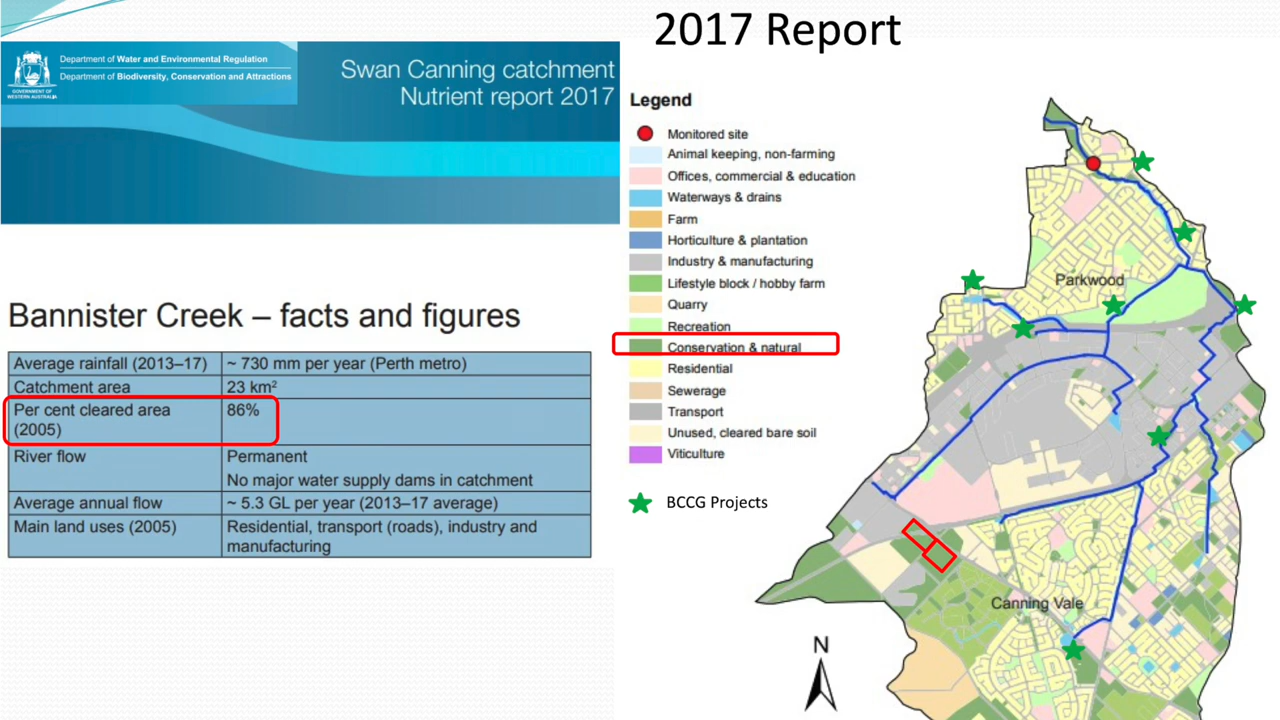 2017 Report
Department of Water and Environmental Regulation
Department of Biodiversity, Conservation and Attractions
GOVERNMENT OF
WESTERN AUSTRALIA
Swan Canning catchment
Nutrient report 2017
Bannister Creek – facts and figures
Average rainfall (2013–17) ~ 730 mm per year (Perth metro)
Catchment area 23 km²
Per cent cleared area 86%
(2005)
River flow Permanent
No major water supply dams in catchment
Average annual flow ~ 5.3 GL per year (2013–17 average)
Main land uses (2005) Residential, transport (roads), industry and
manufacturing
Legend
Monitored site
Animal keeping, non-farming
Offices, commercial & education
Waterways & drains
Farm
Horticulture & plantation
Industry & manufacturing
Lifestyle block / hobby farm
Quarry
Recreation
Conservation & natural
Residential
Sewerage
Transport
Unused, cleared bare soil
Viticulture
BCCG Projects
Parkwood
Canning Vale
N